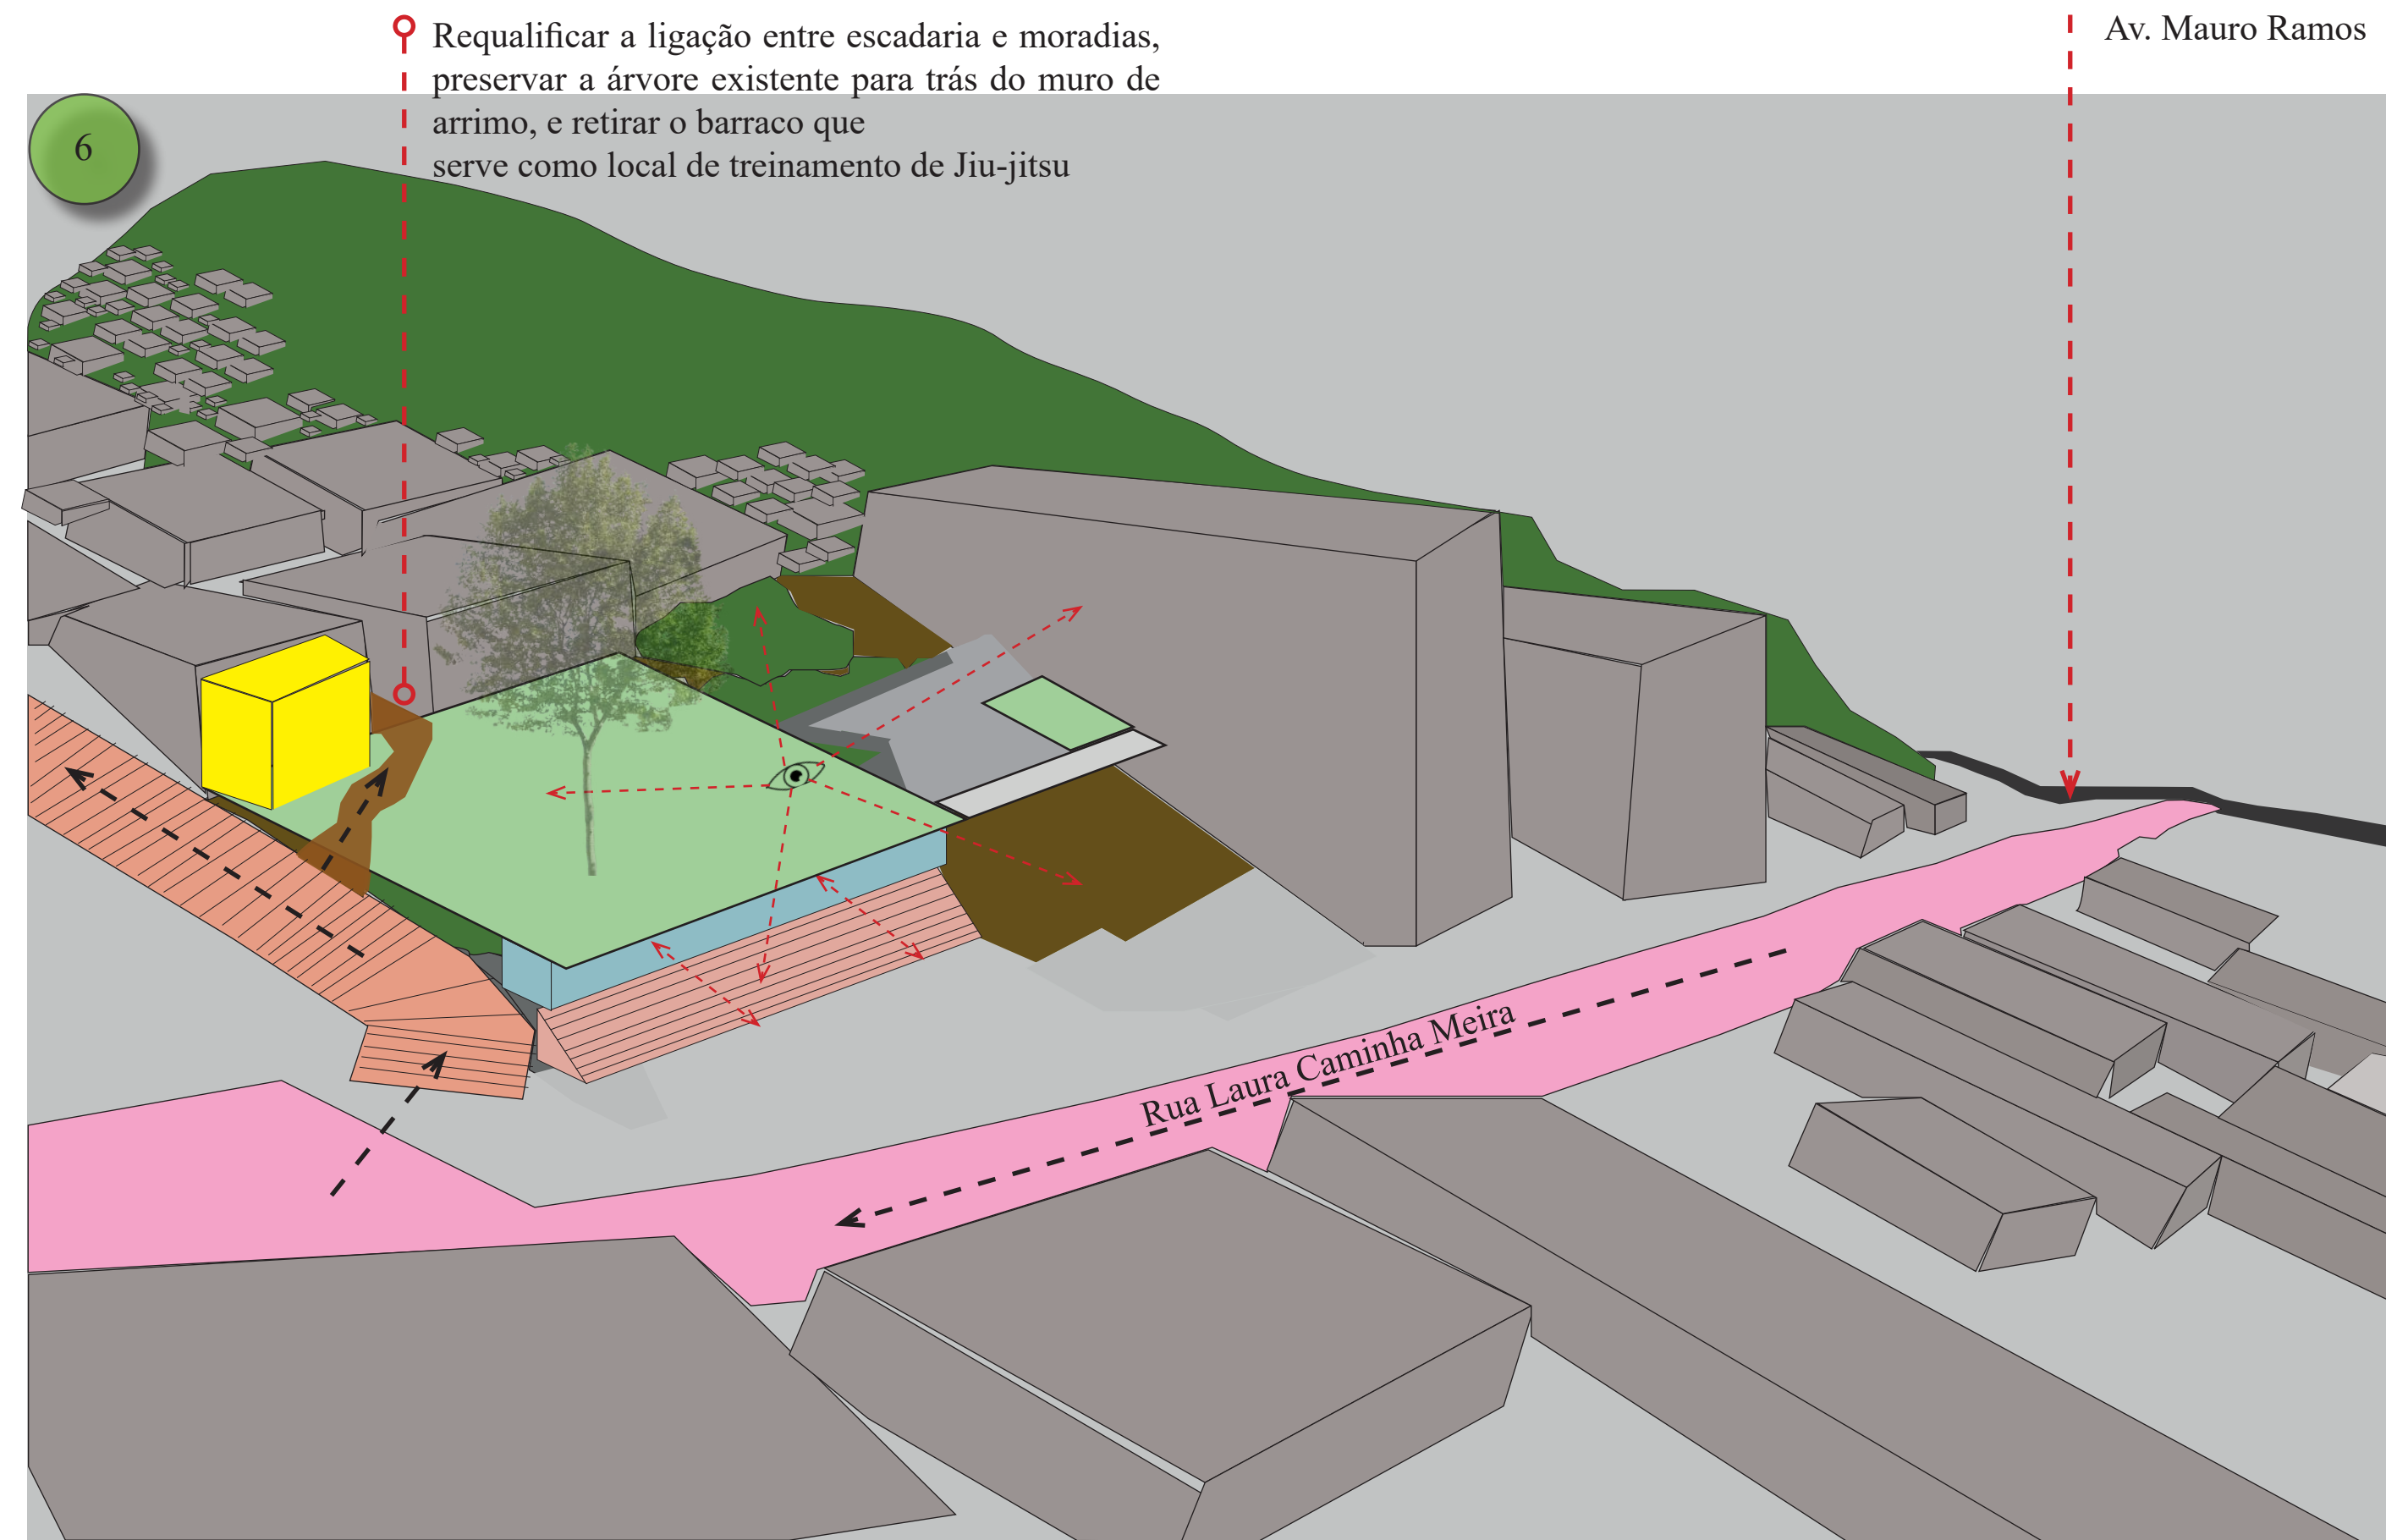 Requalificar a ligação entre escadaria e moradias,
preservar a árvore existente para trás do muro de
arrimo, e retirar o barraco que
serve como local de treinamento de Jiu-jitsu
Av. Mauro Ramos
6
Rua Laura Caminha Meira